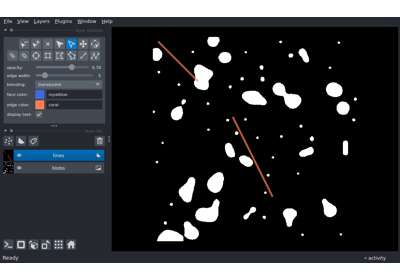 File View Layers Plugins Window Help
opacity: 0.70
edge width: 5
blending: translucent
face color: royalblue
edge color: coral
display text: ✓
lines
blobs
Ready
activity